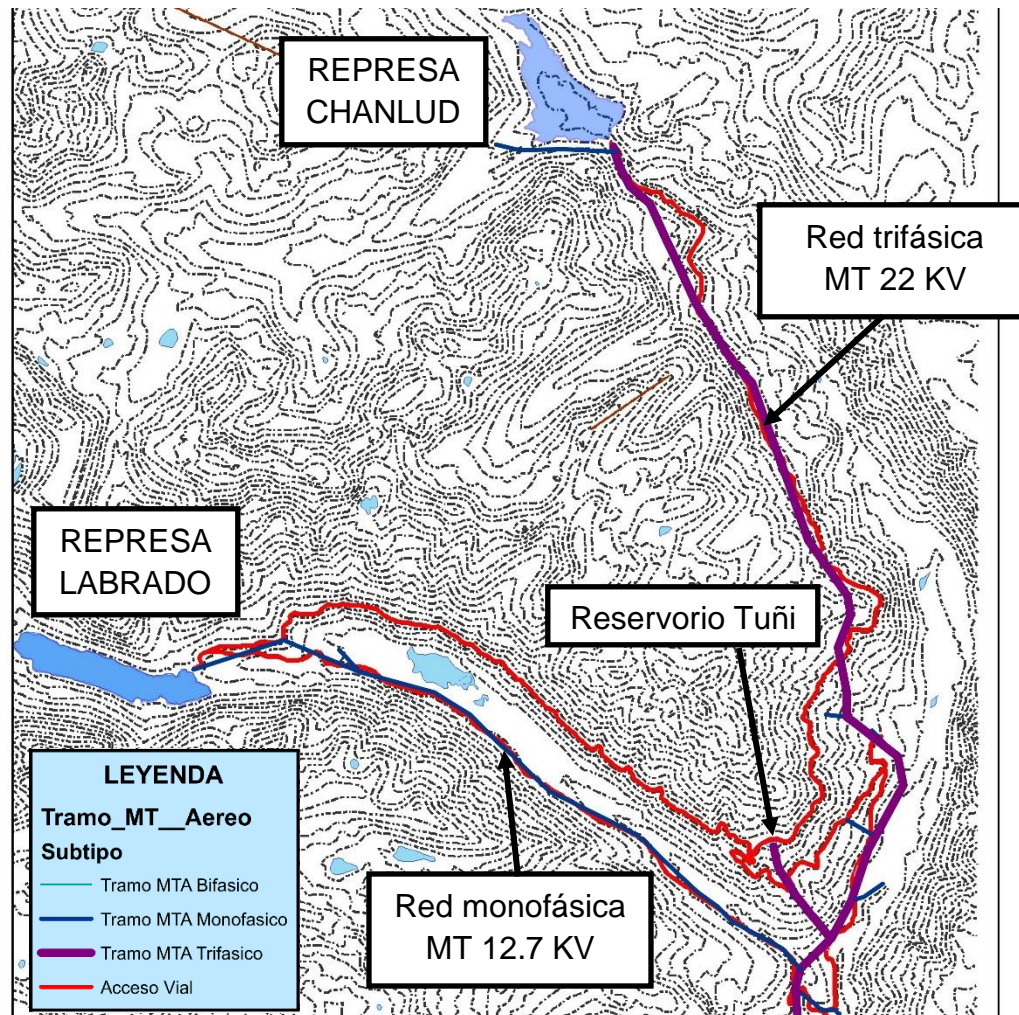 REPRESA
CHANLUD
Red trifásica
MT 22 KV
REPRESA
LABRADO
Reservorio Tuñi
Red monofásica
MT 12.7 KV
LEYENDA
Tramo_MT__Aereo
Subtipo
Tramo MTA Bifasico
Tramo MTA Monofasico
Tramo MTA Trifasico
Acceso Vial